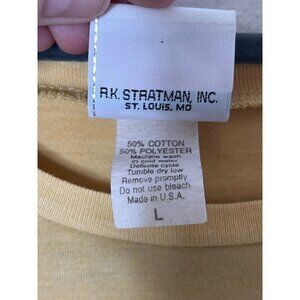 R.K. STRATMAN, INC.
ST. LOUIS, MO
50% COTTON
50% POLYESTER
Machine wash
in cold water
Delicate cycle
Tumble dry low
Remove promptly
Do not use bleach
Made in U.S.A.
L